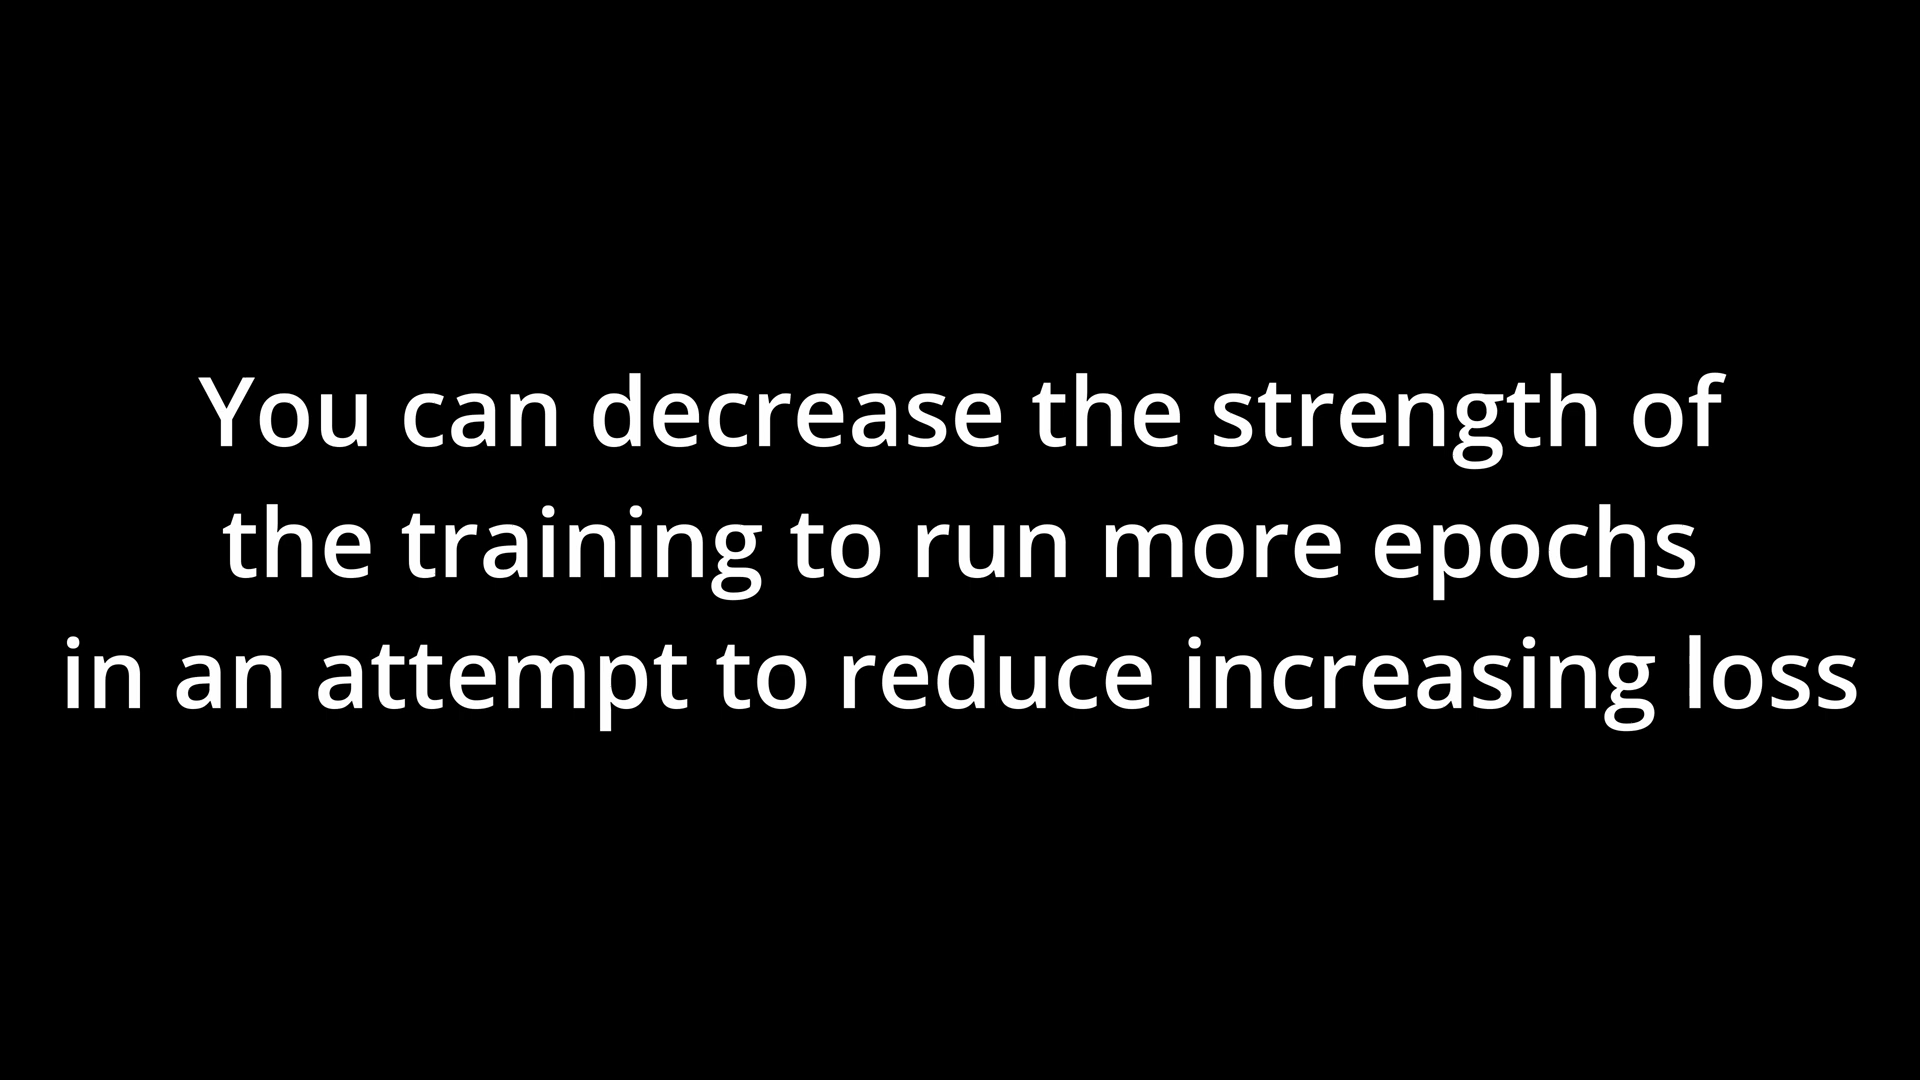 You can decrease the strength of
the training to run more epochs
in an attempt to reduce increasing loss